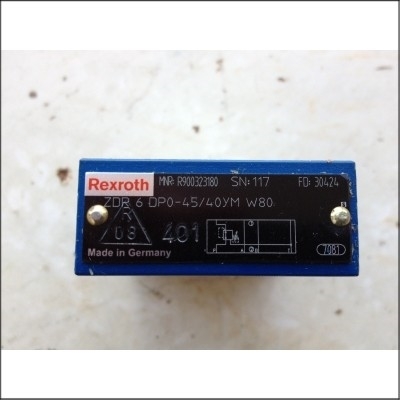 Rexroth MNR: R900323180 SN: 117 FD: 30424
ZDR 6 DP0-45/40YM W80
08 401
Made in Germany 7081